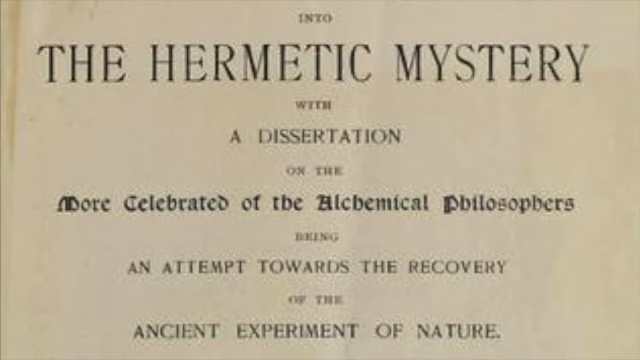 INTO
THE HERMETIC MYSTERY
WITH
A DISSERTATION
ON THE
More Celebrated of the Alchemical Philosophers
BEING
AN ATTEMPT TOWARDS THE RECOVERY
OF THE
ANCIENT EXPERIMENT OF NATURE.